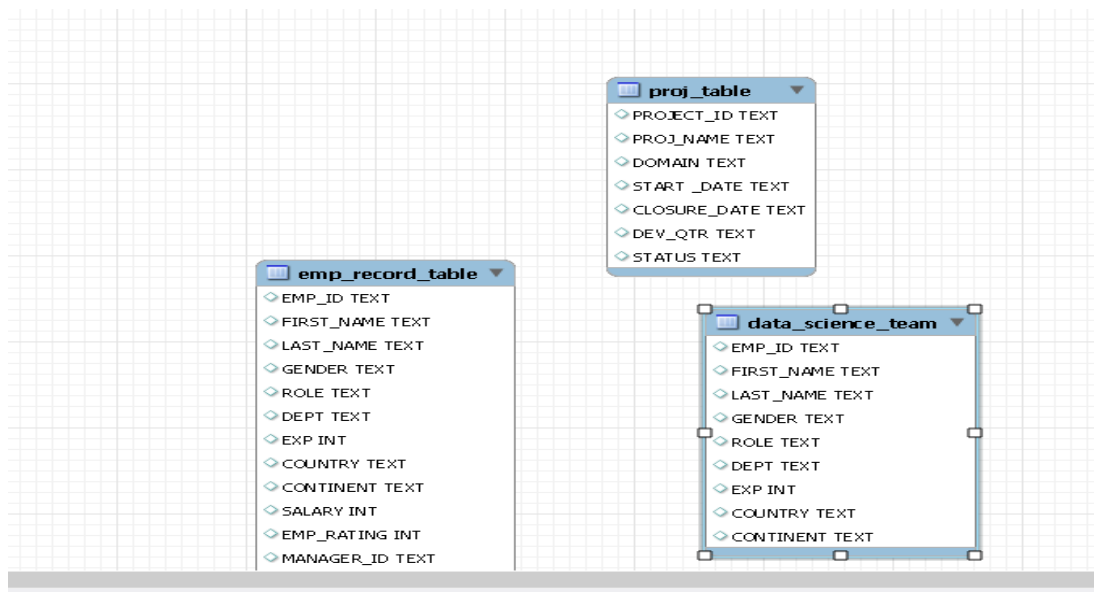 proj_table
PROJECT_ID TEXT
PROJ_NAME TEXT
DOMAIN TEXT
START _DATE TEXT
CLOSURE_DATE TEXT
DEV_QTR TEXT
STATUS TEXT
emp_record_table
EMP_ID TEXT
FIRST_NAME TEXT
LAST_NAME TEXT
GENDER TEXT
ROLE TEXT
DEPT TEXT
EXP INT
COUNTRY TEXT
CONTINENT TEXT
SALARY INT
EMP_RATING INT
MANAGER_ID TEXT
data_science_team
EMP_ID TEXT
FIRST_NAME TEXT
LAST_NAME TEXT
GENDER TEXT
ROLE TEXT
DEPT TEXT
EXP INT
COUNTRY TEXT
CONTINENT TEXT